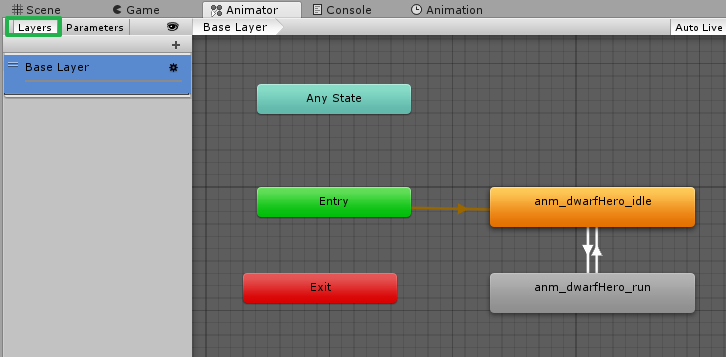 Scene Game Animator Console Animation
Layers Parameters Base Layer Auto Live
Base Layer
Any State
Entry
anm_dwarfHero_idle
Exit
anm_dwarfHero_run